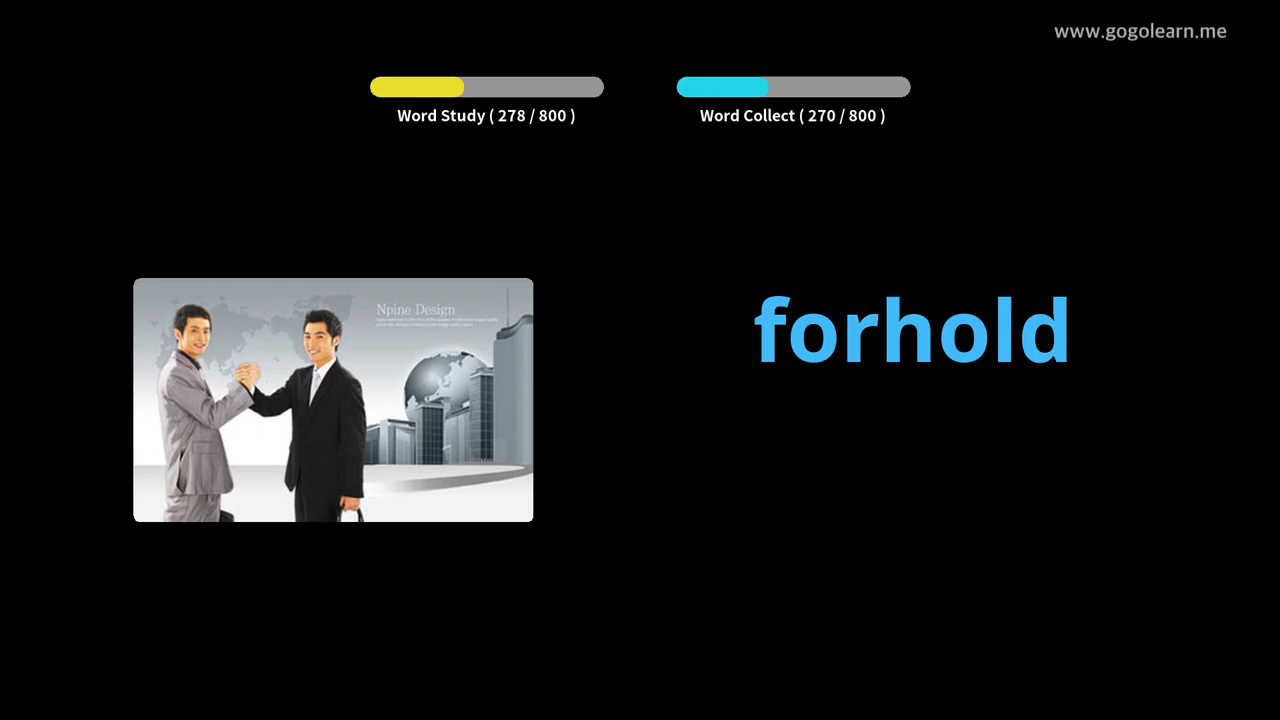 www.gogolearn.me
Word Study ( 278 / 800 )
Word Collect ( 270 / 800 )
Npine Design
forhold